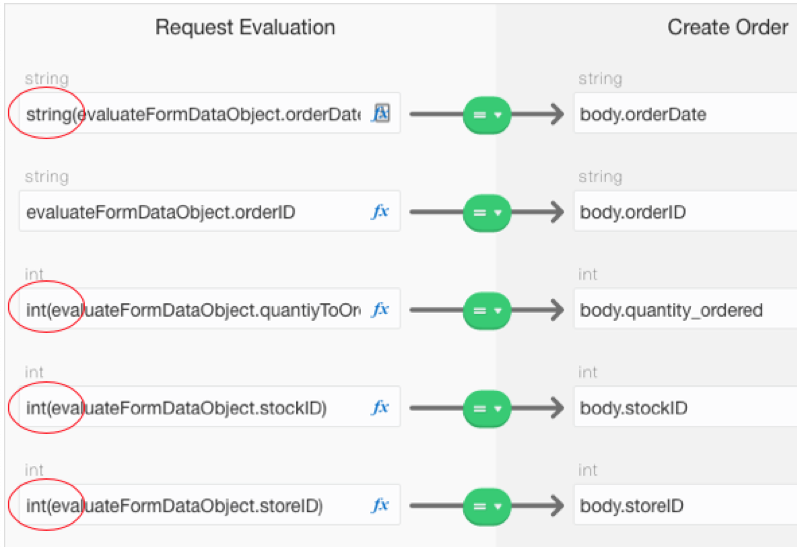 Request Evaluation Create Order
string string
string(evaluateFormDataObject.orderDate fx = body.orderDate
string string
evaluateFormDataObject.orderID fx = body.orderID
int int
int(evaluateFormDataObject.quantiyToOr fx = body.quantity_ordered
int int
int(evaluateFormDataObject.stockID) fx = body.stockID
int int
int(evaluateFormDataObject.storeID) fx = body.storeID